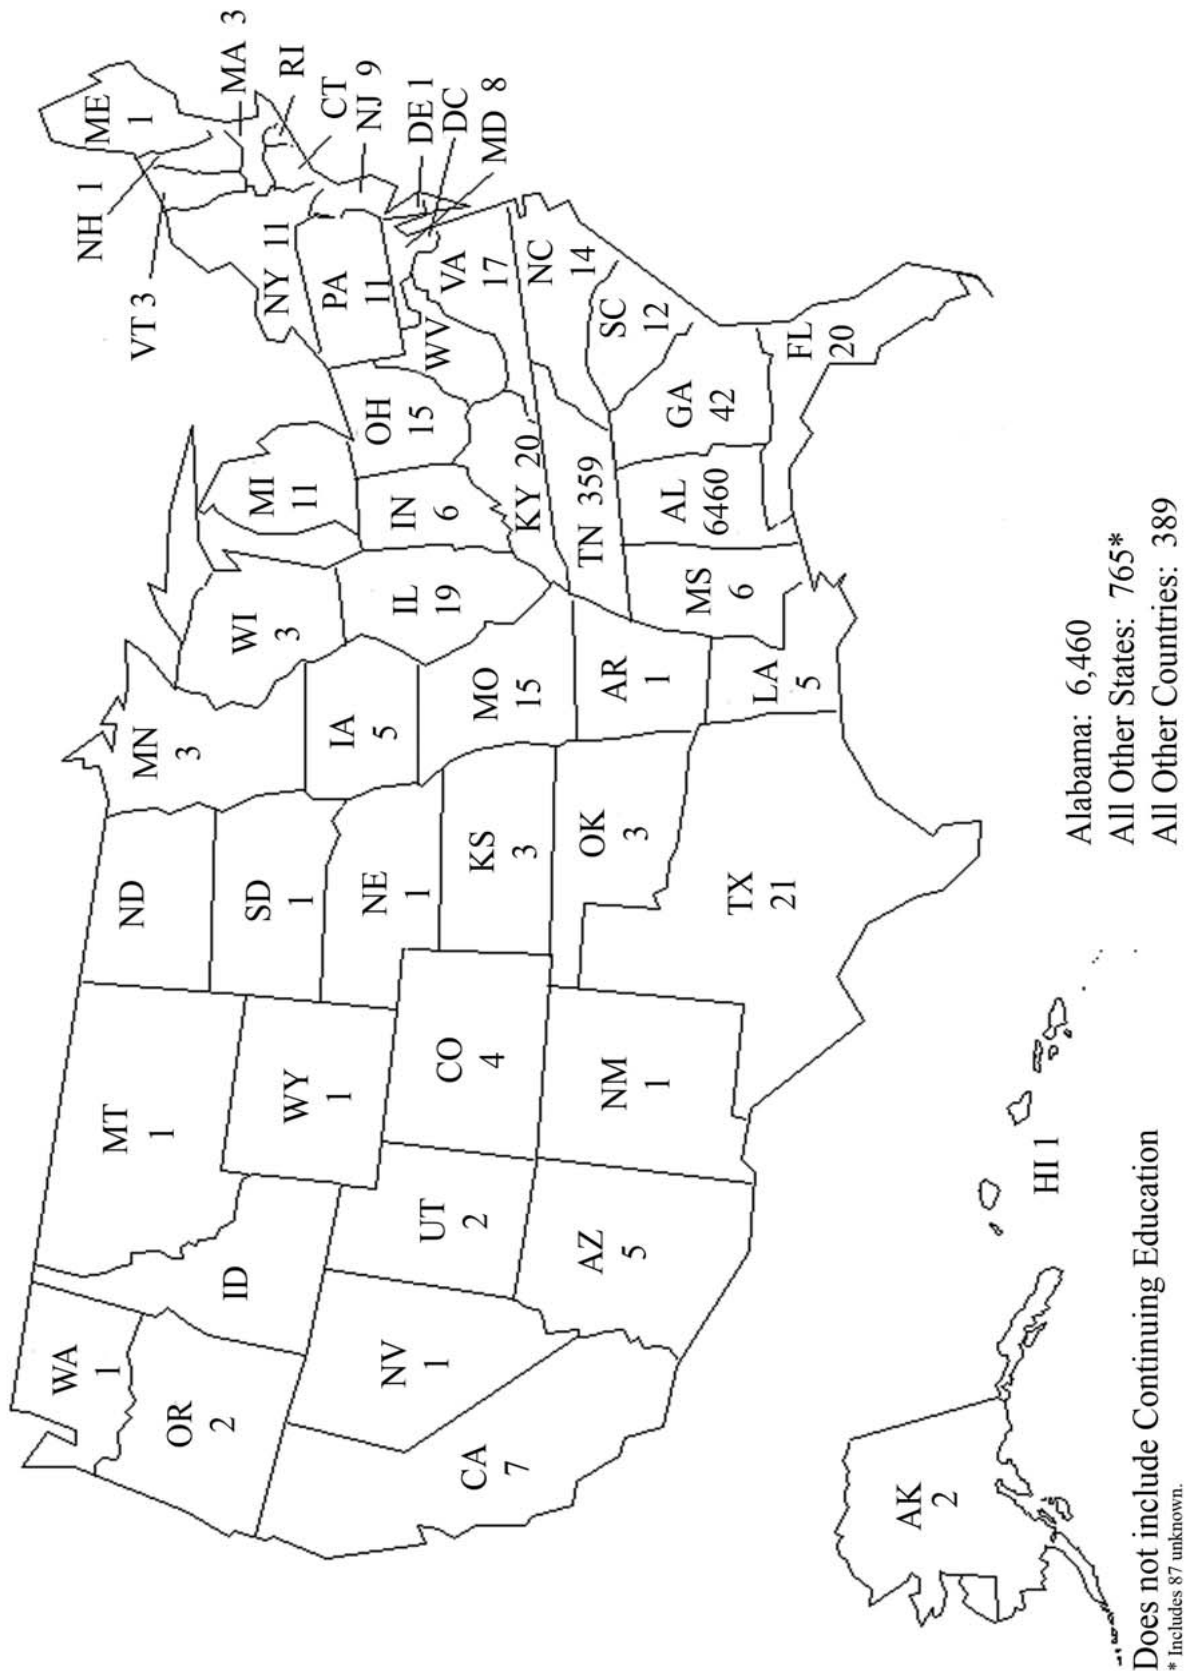 WA
1
OR
2
CA
7
NV
1
ID
MT
1
WY
1
UT
2
AZ
5
CO
4
NM
1
ND
SD
1
NE
1
KS
3
OK
3
TX
21
MN
3
IA
5
MO
15
AR
1
LA
5
WI
3
IL
19
MI
11
IN
6
OH
15
KY 20
TN 359
MS
6
AL
6460
GA
42
FL
20
SC
12
NC
14
VA
17
WV
PA
11
NY 11
VT 3
NH 1
ME
1
MA 3
RI
CT
NJ 9
DE 1
DC
MD 8
AK
2
HI 1
Alabama: 6,460
All Other States: 765*
All Other Countries: 389
Does not include Continuing Education
* Includes 87 unknown.